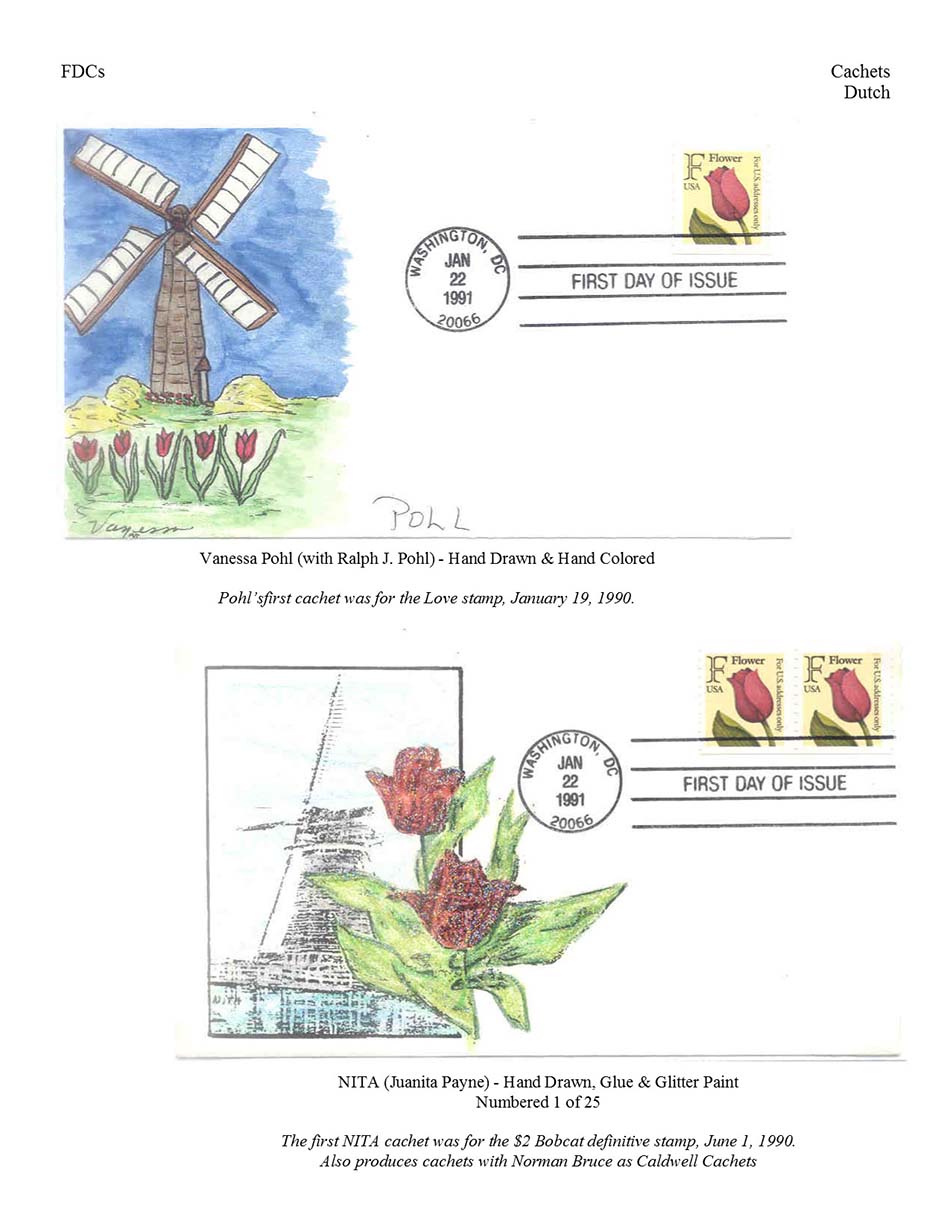 FDCs
Cachets
Dutch
F Flower
USA
For U.S. addresses only
WASHINGTON, DC
JAN
22
1991
20066
FIRST DAY OF ISSUE
Vanessa
POHL
Vanessa Pohl (with Ralph J. Pohl) - Hand Drawn & Hand Colored
Pohl'sfirst cachet was for the Love stamp, January 19, 1990.
F Flower
USA
For U.S. addresses only
F Flower
USA
For U.S. addresses only
WASHINGTON, DC
JAN
22
1991
20066
FIRST DAY OF ISSUE
NITA
NITA (Juanita Payne) - Hand Drawn, Glue & Glitter Paint
Numbered 1 of 25
The first NITA cachet was for the $2 Bobcat definitive stamp, June 1, 1990.
Also produces cachets with Norman Bruce as Caldwell Cachets